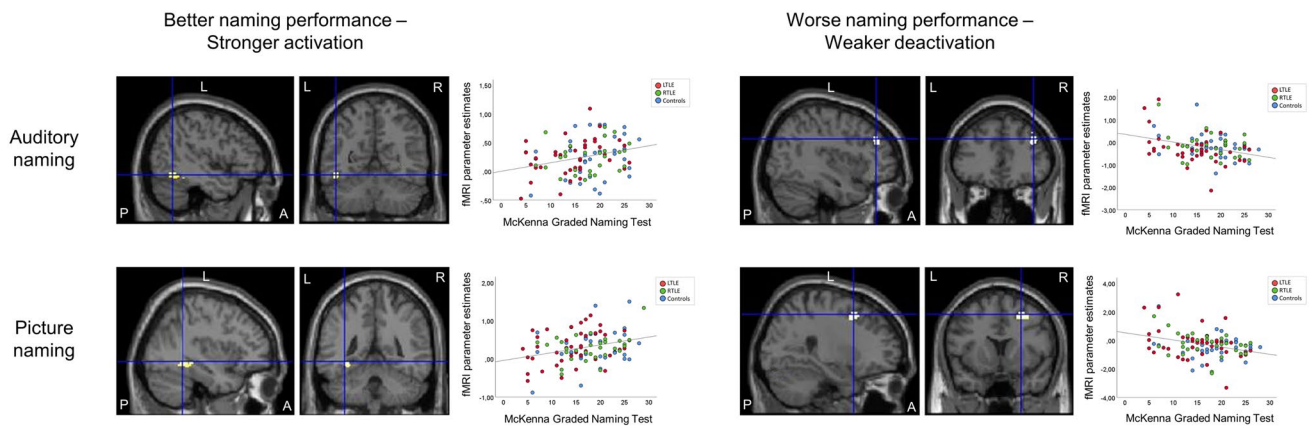 Better naming performance –
Stronger activation
Worse naming performance –
Weaker deactivation
Auditory
naming
L
P
A
L
R
fMRI parameter estimates
1,50
1,00
,50
,00
-,50
0 5 10 15 20 25 30
McKenna Graded Naming Test
LTLE
RTLE
Controls
L
P
A
L
R
fMRI parameter estimates
2,00
1,00
,00
-1,00
-2,00
-3,00
0 5 10 15 20 25 30
McKenna Graded Naming Test
LTLE
RTLE
Controls
Picture
naming
L
P
A
L
R
fMRI parameter estimates
2,00
1,00
,00
-1,00
0 5 10 15 20 25 30
McKenna Graded Naming Test
LTLE
RTLE
Controls
L
P
A
L
R
fMRI parameter estimates
4,00
2,00
,00
-2,00
-4,00
0 5 10 15 20 25 30
McKenna Graded Naming Test
LTLE
RTLE
Controls